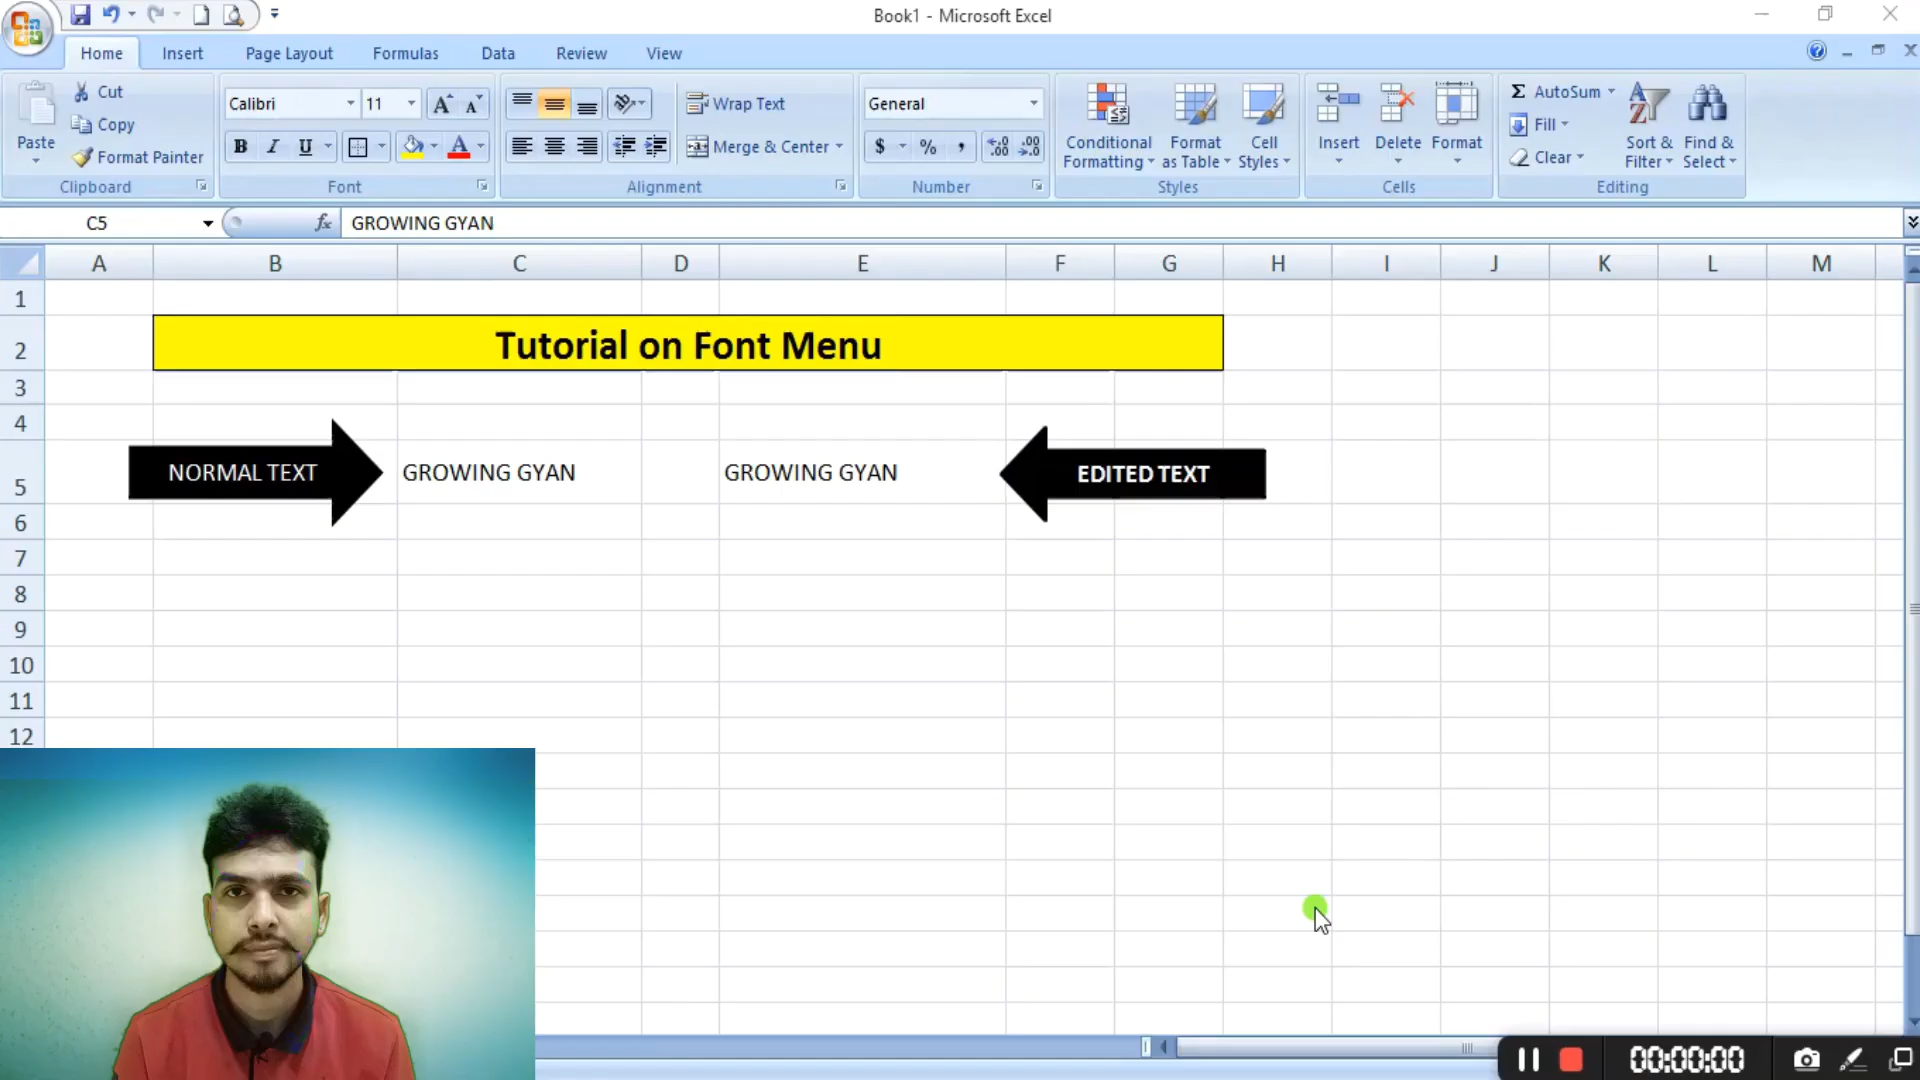 Book1 - Microsoft Excel
Home Insert Page Layout Formulas Data Review View
Cut
Copy
Format Painter
Paste
Clipboard
Calibri 11
B I U A
Font
Wrap Text
Merge & Center
Alignment
General
$ % ,
Number
Conditional Formatting
Format as Table
Cell Styles
Styles
Insert Delete Format
Cells
Σ AutoSum
Fill
Clear
Sort & Filter
Find & Select
Editing
C5 fx GROWING GYAN
A B C D E F G H I J K L M
1
2 Tutorial on Font Menu
3
4
5 NORMAL TEXT GROWING GYAN GROWING GYAN EDITED TEXT
6
7
8
9
10
11
12
00:00:00